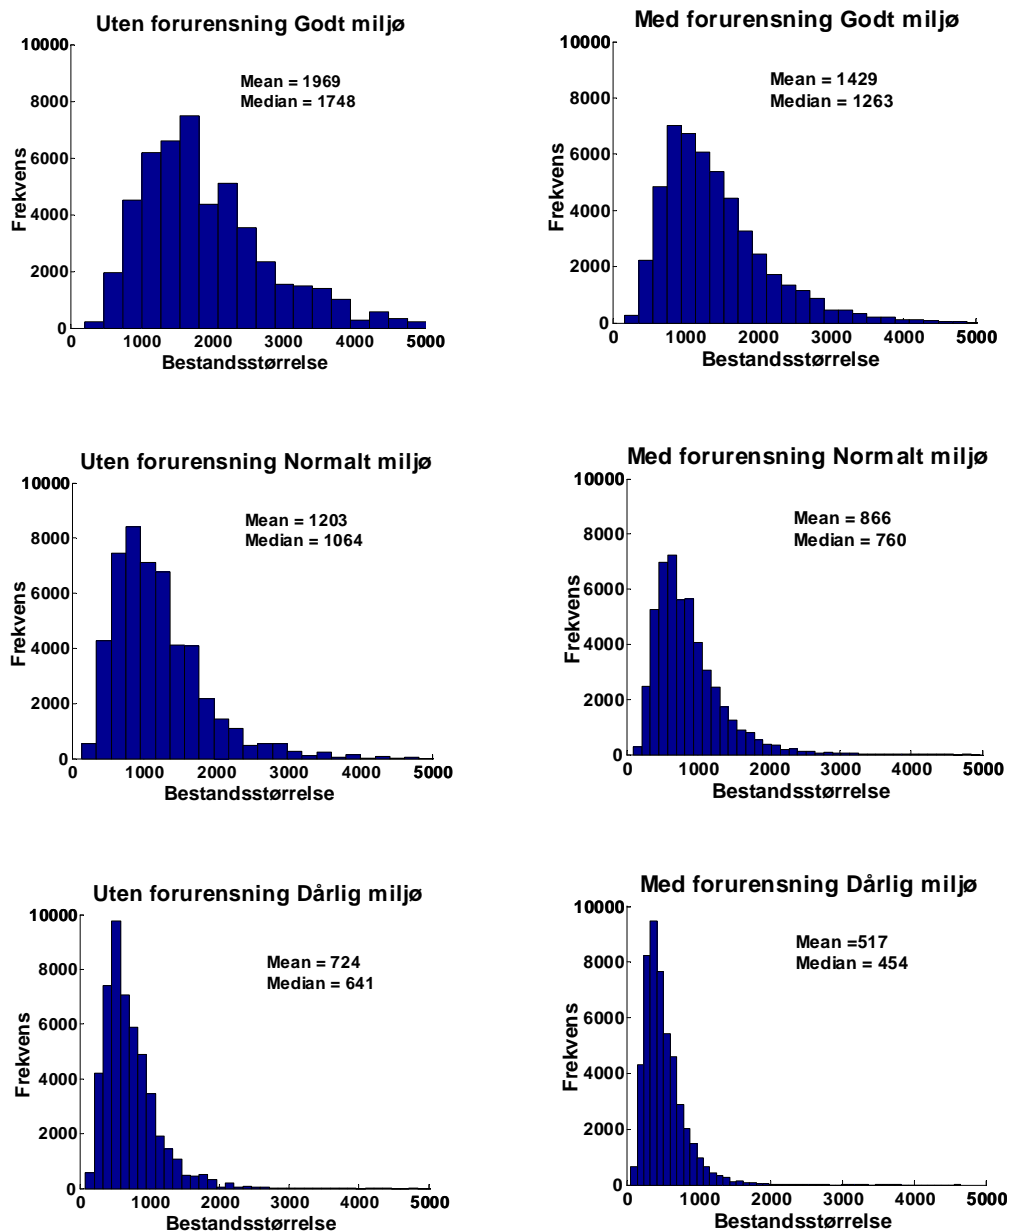 Uten forurensning Godt miljø
10000
8000
6000
4000
2000
0
Frekvens
Mean = 1969
Median = 1748
0 1000 2000 3000 4000 5000
Bestandsstørrelse
Med forurensning Godt miljø
10000
8000
6000
4000
2000
0
Frekvens
Mean = 1429
Median = 1263
0 1000 2000 3000 4000 5000
Bestandsstørrelse
Uten forurensning Normalt miljø
10000
8000
6000
4000
2000
0
Frekvens
Mean = 1203
Median = 1064
0 1000 2000 3000 4000 5000
Bestandsstørrelse
Med forurensning Normalt miljø
10000
8000
6000
4000
2000
0
Frekvens
Mean = 866
Median = 760
0 1000 2000 3000 4000 5000
Bestandsstørrelse
Uten forurensning Dårlig miljø
10000
8000
6000
4000
2000
0
Frekvens
Mean = 724
Median = 641
0 1000 2000 3000 4000 5000
Bestandsstørrelse
Med forurensning Dårlig miljø
10000
8000
6000
4000
2000
0
Frekvens
Mean =517
Median = 454
0 1000 2000 3000 4000 5000
Bestandsstørrelse